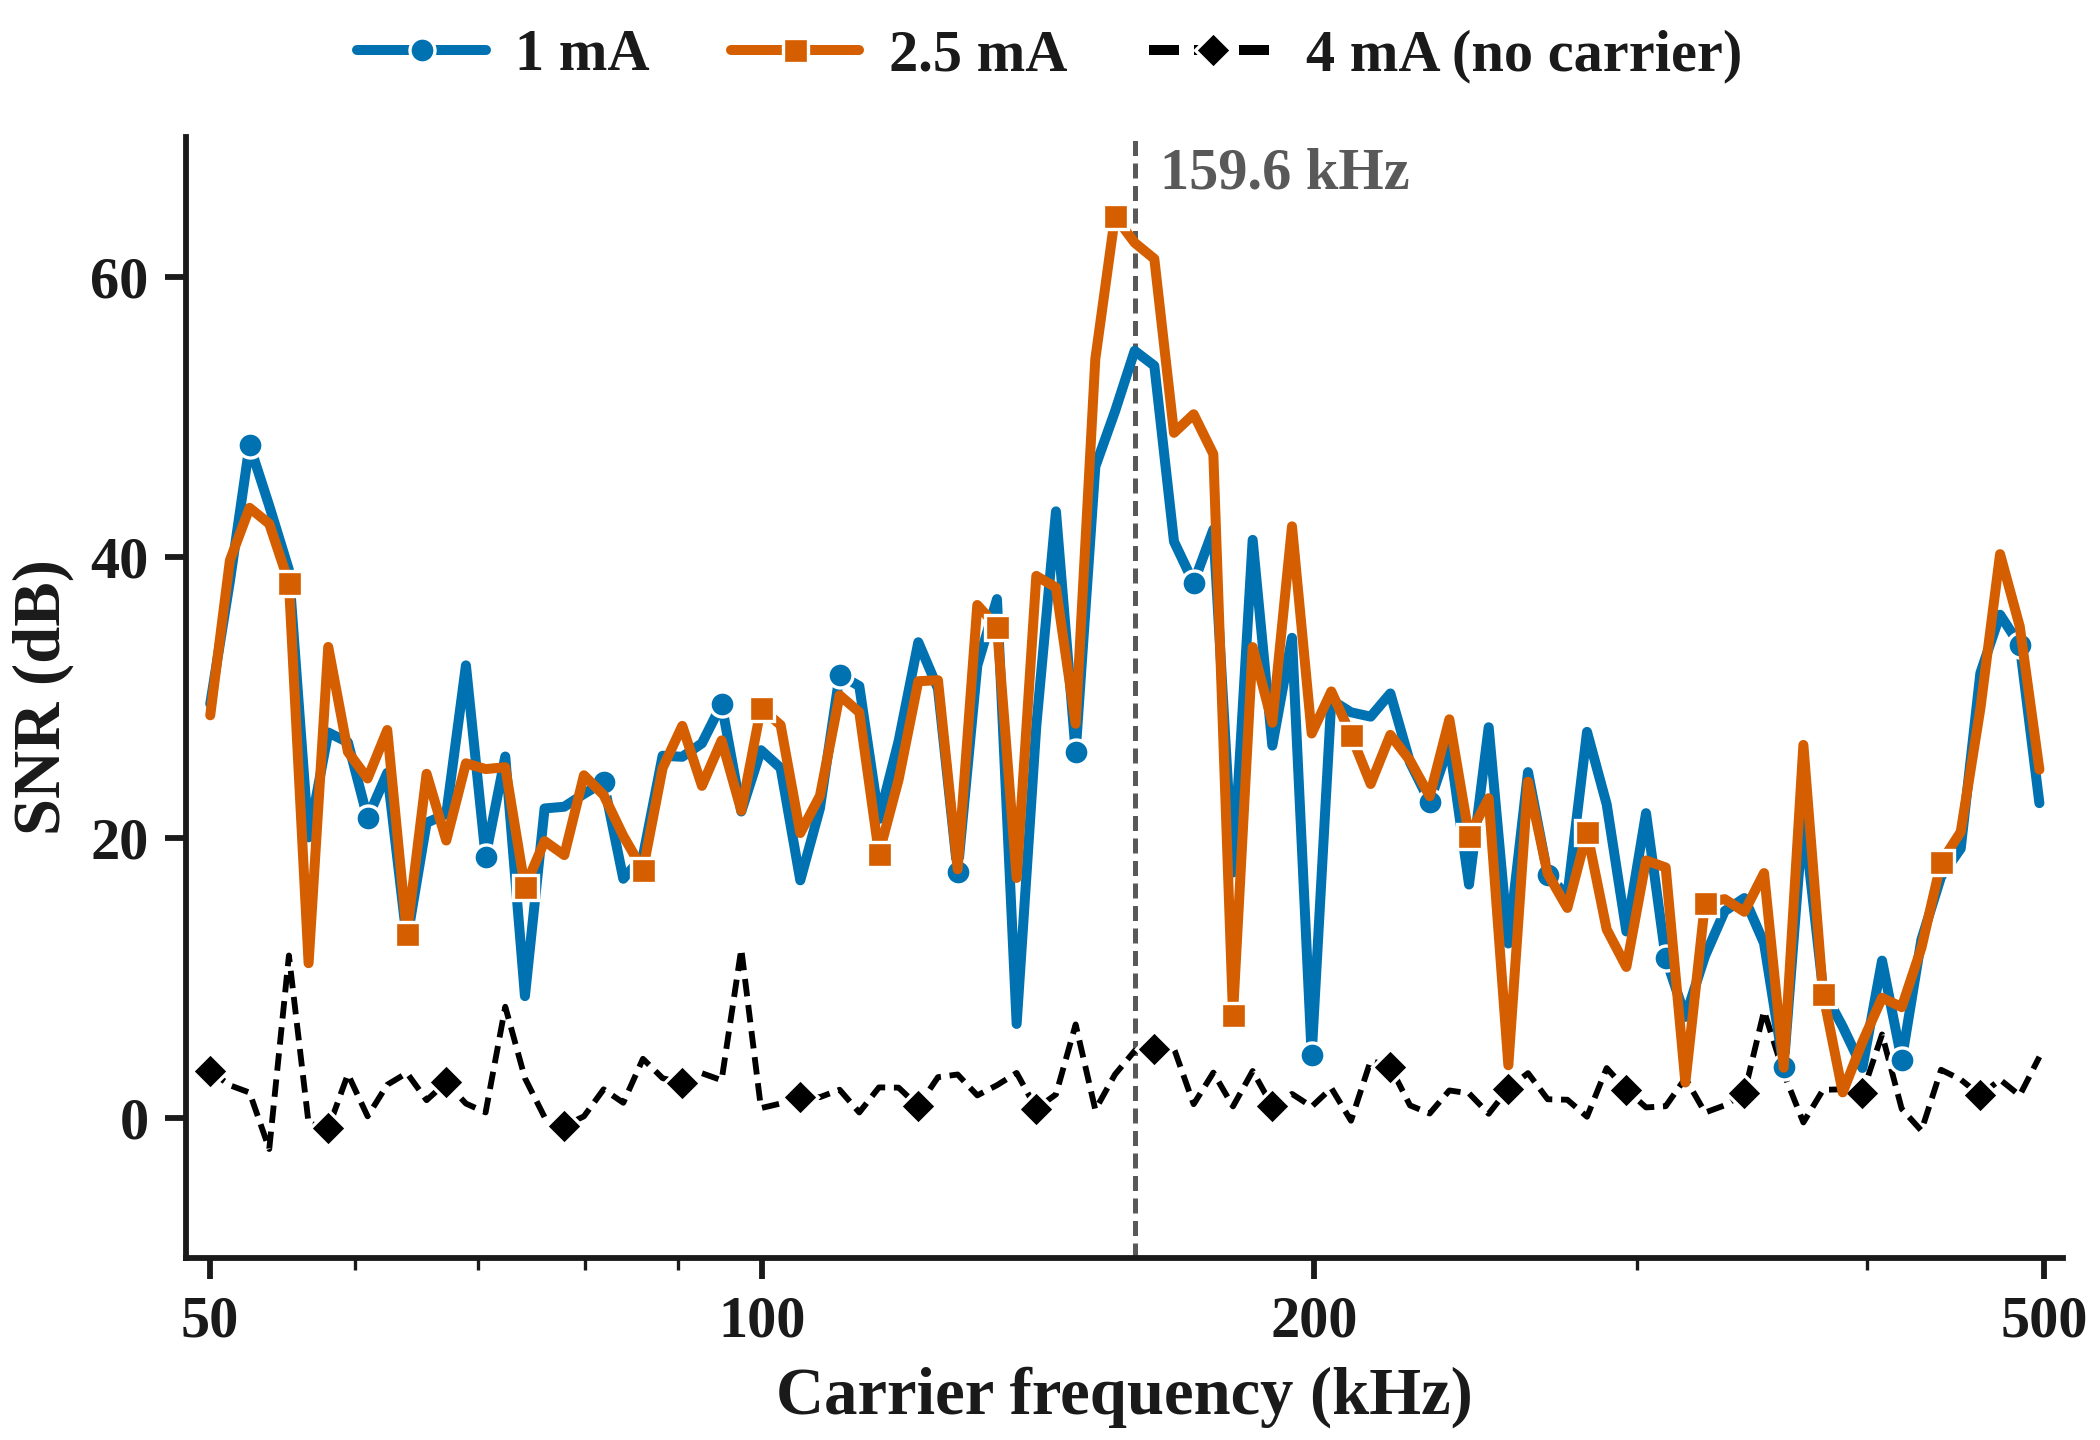 1 mA
2.5 mA
4 mA (no carrier)
159.6 kHz
60
40
20
0
SNR (dB)
50
100
200
500
Carrier frequency (kHz)